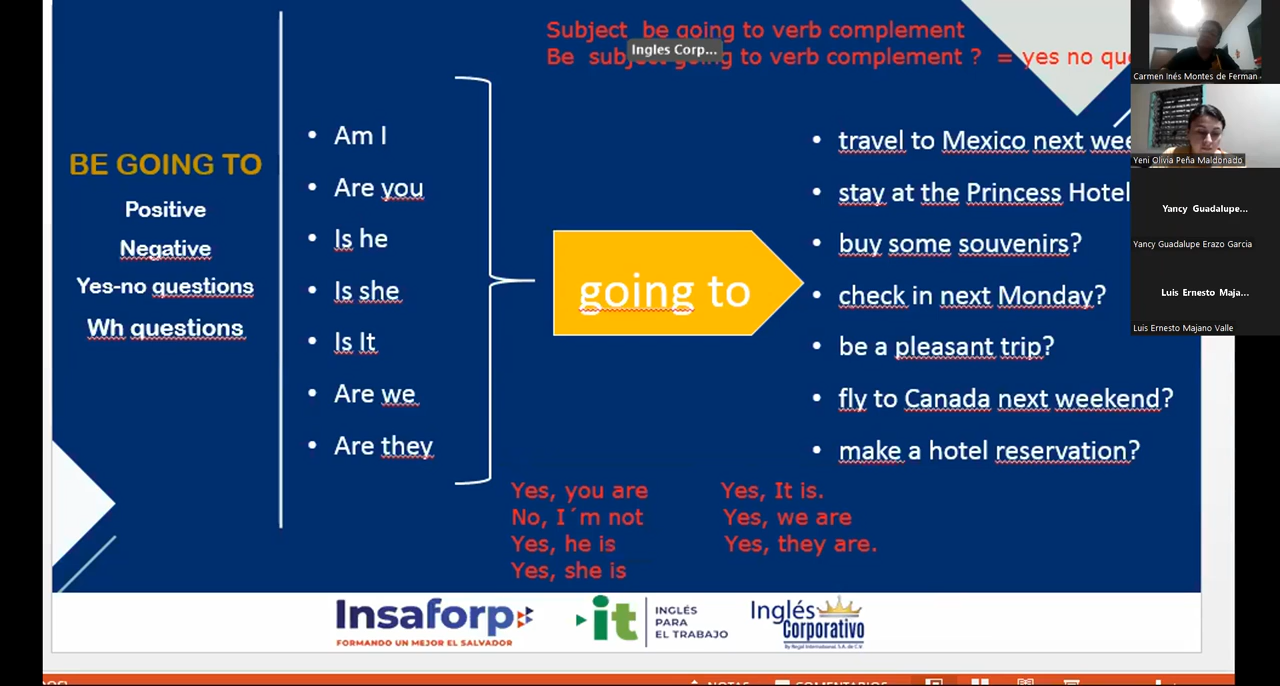 Subject be going to verb complement
Ingles Corp...
Be subject going to verb complement ? = yes no que
Carmen Inés Montes de Ferman
BE GOING TO
Positive
Negative
Yes-no questions
Wh questions
• Am I
• Are you
• Is he
• Is she
• Is It
• Are we
• Are they
going to
• travel to Mexico next wee
• stay at the Princess Hotel
• buy some souvenirs?
• check in next Monday?
• be a pleasant trip?
• fly to Canada next weekend?
• make a hotel reservation?
Yeni Olivia Peña Maldonado
Yancy Guadalupe...
Yancy Guadalupe Erazo Garcia
Luis Ernesto Maja...
Luis Ernesto Majano Valle
Yes, you are
No, I´m not
Yes, he is
Yes, she is
Yes, It is.
Yes, we are
Yes, they are.
Insaforp
FORMANDO UN MEJOR EL SALVADOR
it
INGLÉS
PARA
EL TRABAJO
Inglés
Corporativo
NOTAS
COMENTARIOS